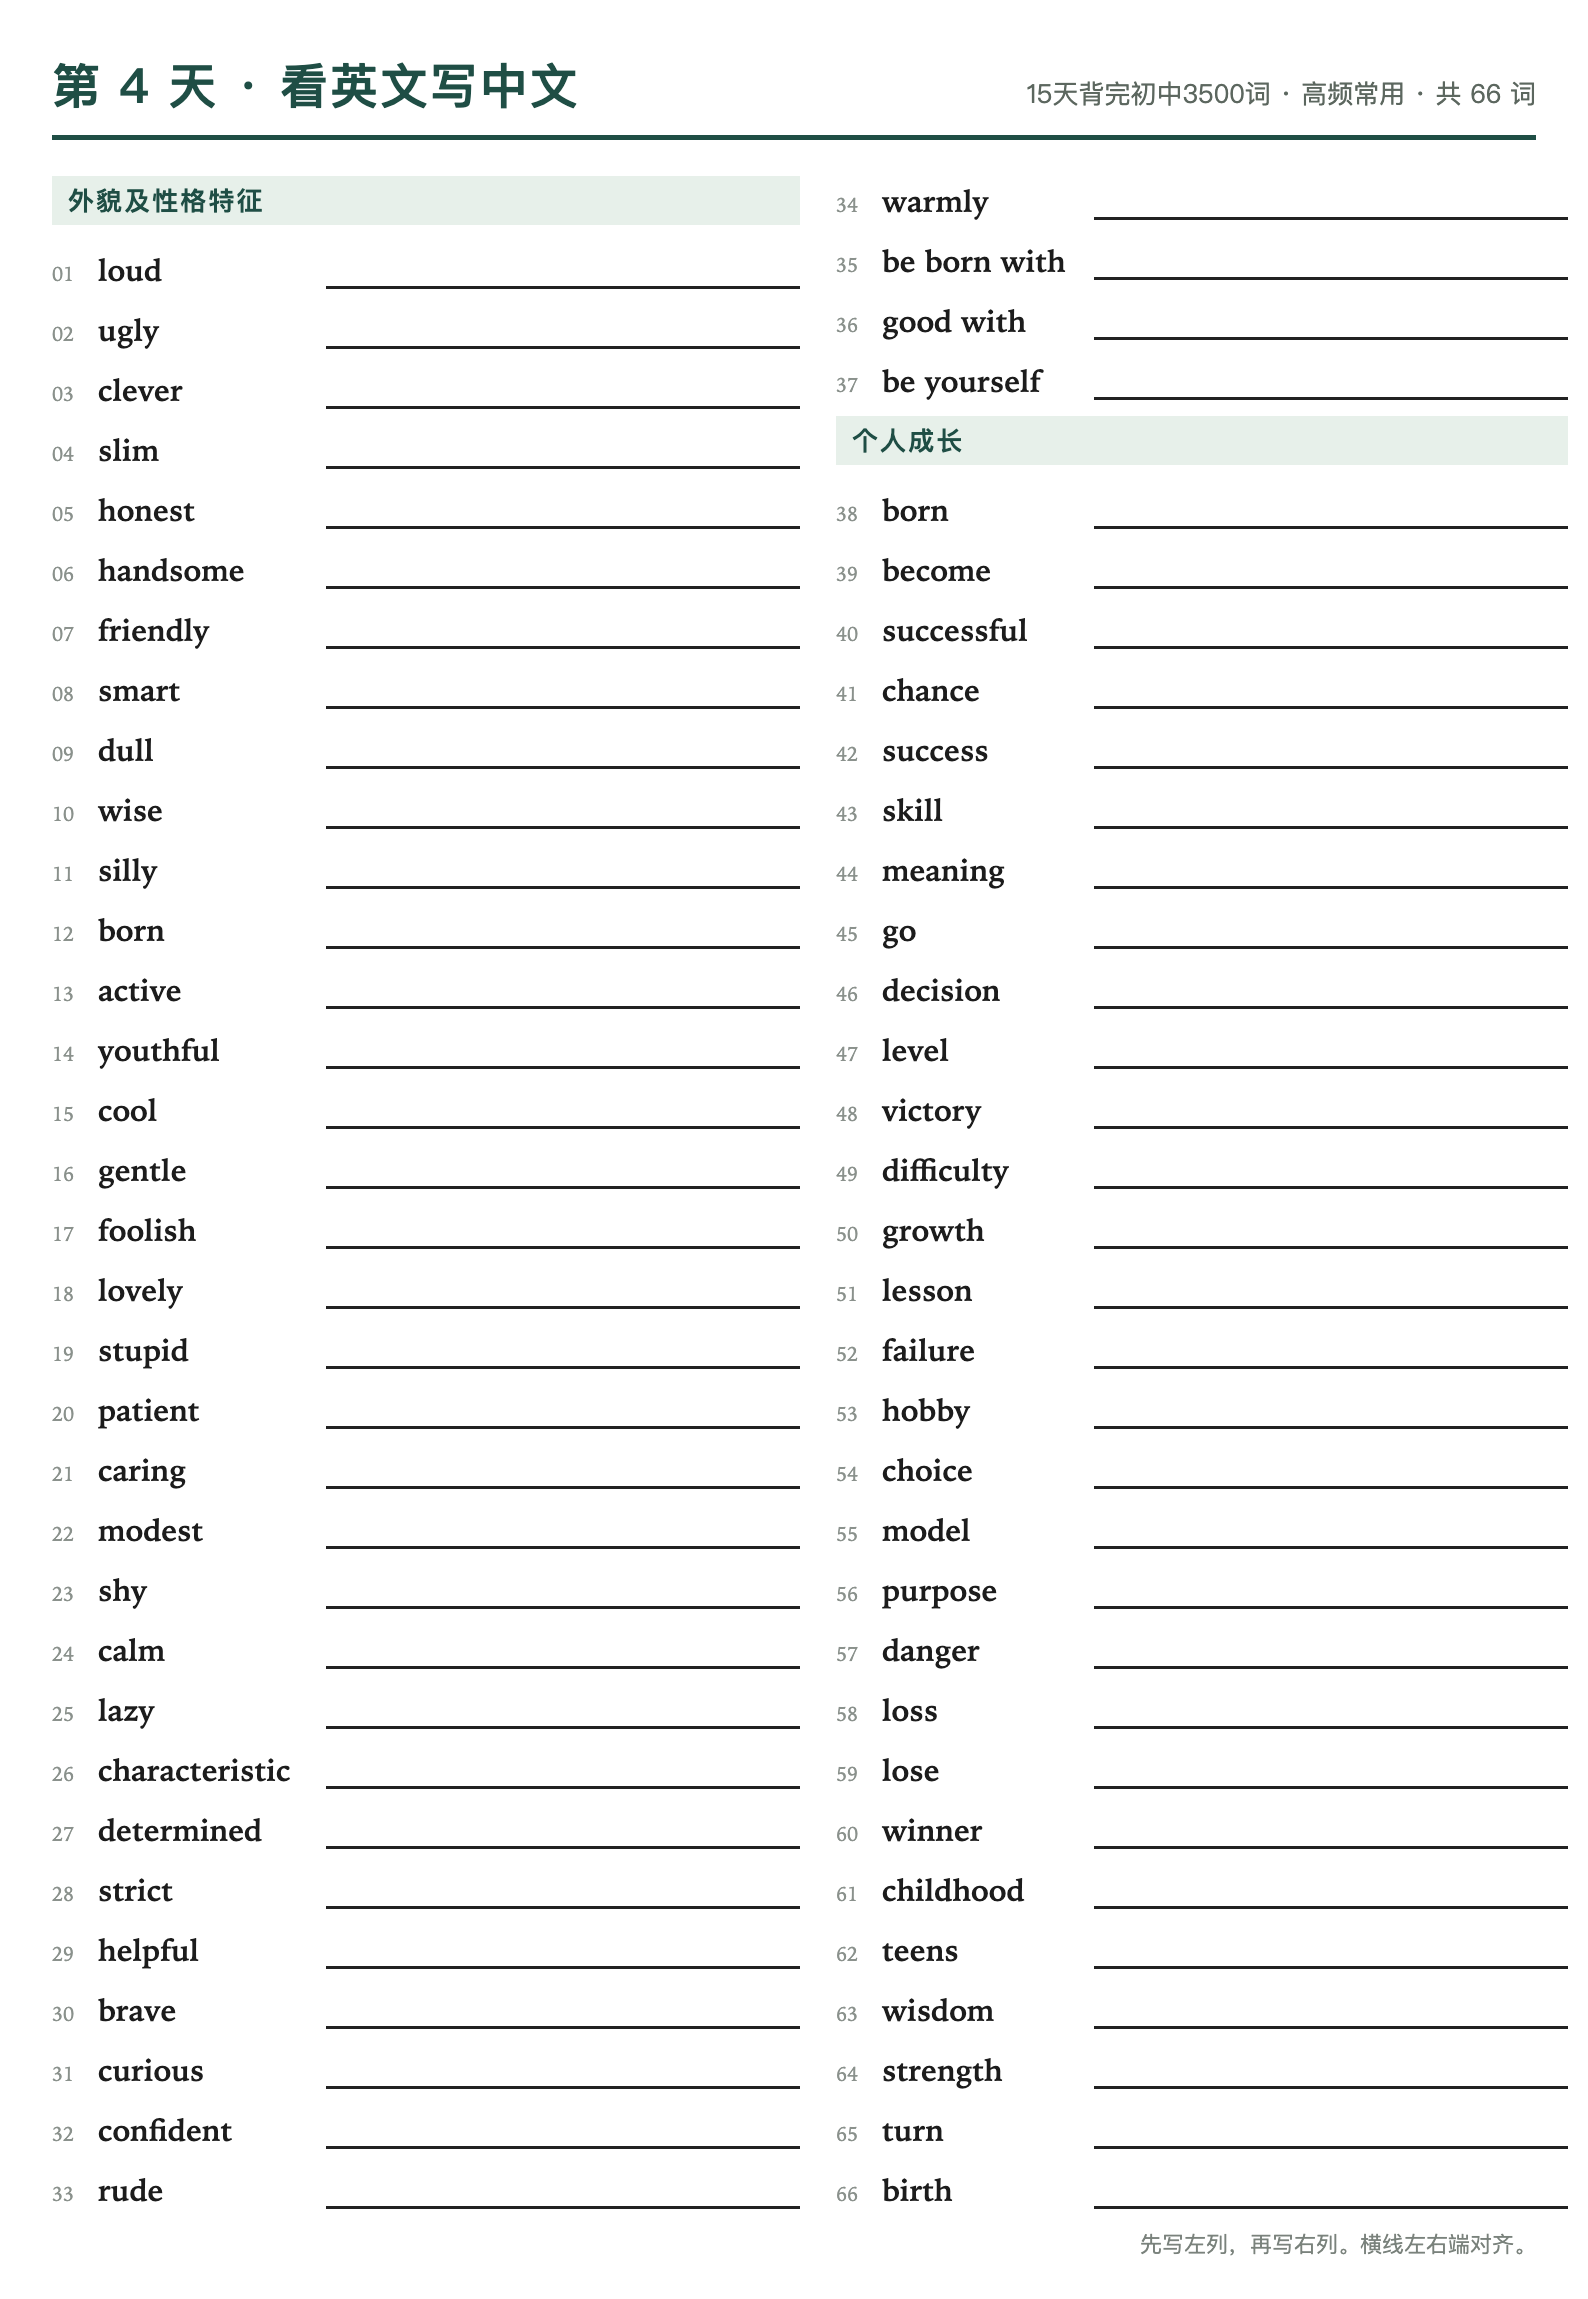 第 4 天 · 看英文写中文
15天背完初中3500词 · 高频常用 · 共 66 词
外貌及性格特征
01 loud
02 ugly
03 clever
04 slim
05 honest
06 handsome
07 friendly
08 smart
09 dull
10 wise
11 silly
12 born
13 active
14 youthful
15 cool
16 gentle
17 foolish
18 lovely
19 stupid
20 patient
21 caring
22 modest
23 shy
24 calm
25 lazy
26 characteristic
27 determined
28 strict
29 helpful
30 brave
31 curious
32 confident
33 rude
34 warmly
35 be born with
36 good with
37 be yourself
个人成长
38 born
39 become
40 successful
41 chance
42 success
43 skill
44 meaning
45 go
46 decision
47 level
48 victory
49 difficulty
50 growth
51 lesson
52 failure
53 hobby
54 choice
55 model
56 purpose
57 danger
58 loss
59 lose
60 winner
61 childhood
62 teens
63 wisdom
64 strength
65 turn
66 birth
先写左列，再写右列。横线左右端对齐。